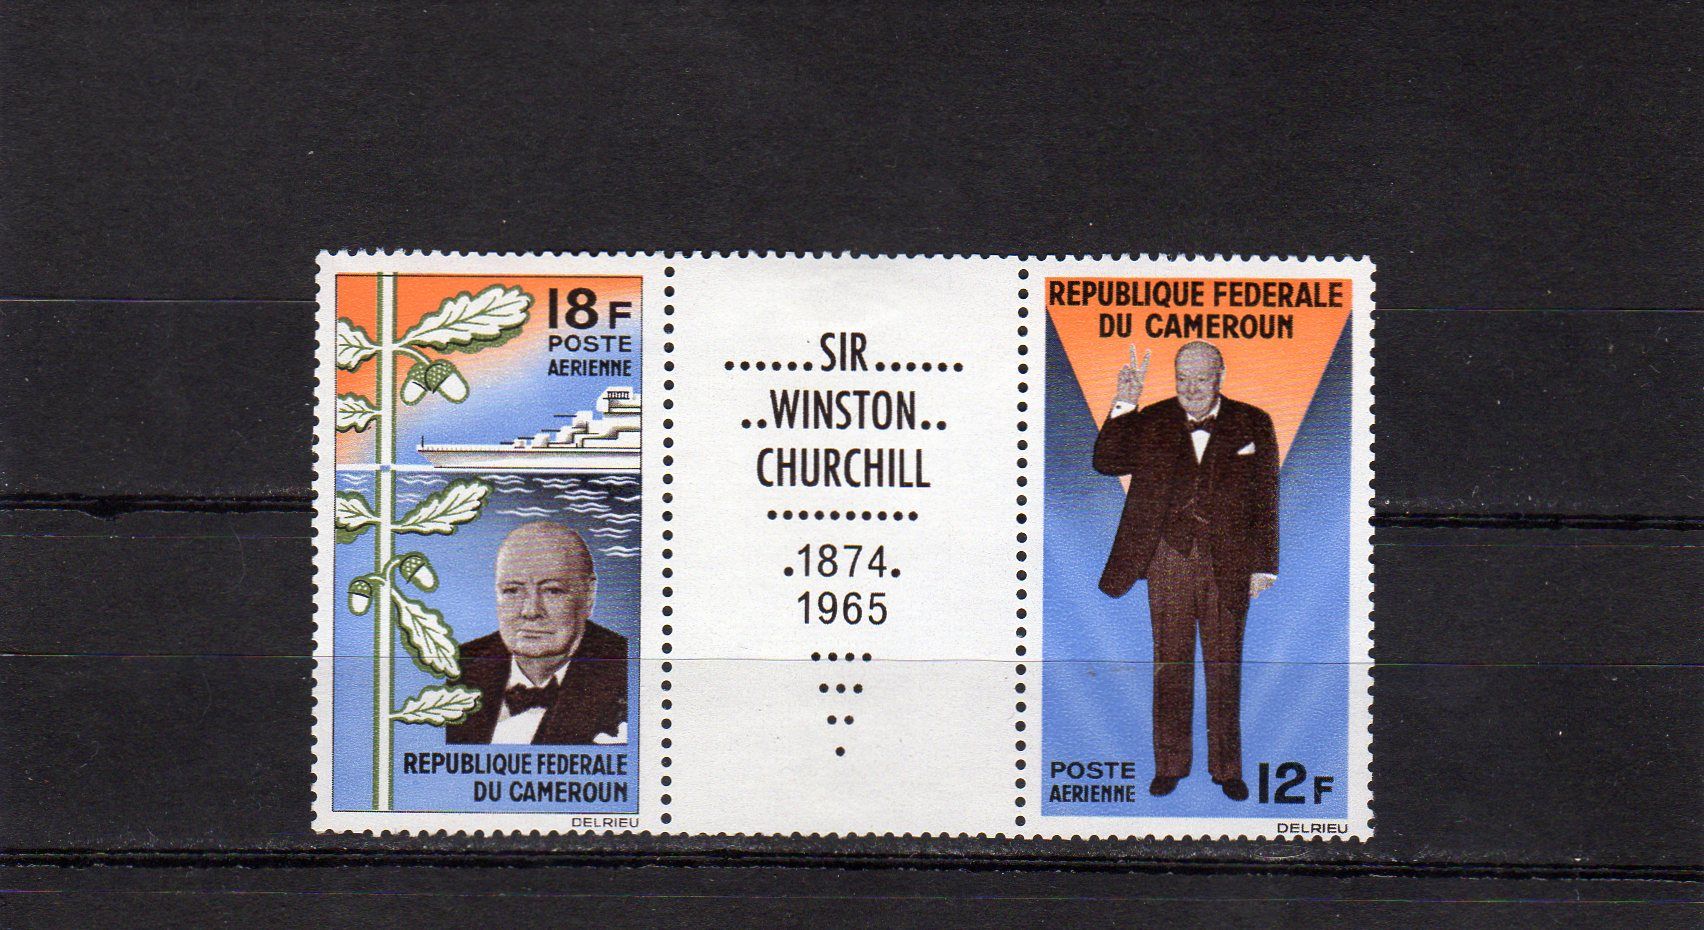 18F
POSTE
AERIENNE
REPUBLIQUE FEDERALE
DU CAMEROUN
DELRIEU
......SIR......
..WINSTON..
CHURCHILL
..........
.1874.
1965
....
...
..
.
REPUBLIQUE FEDERALE
DU CAMEROUN
POSTE
AERIENNE
12F
DELRIEU